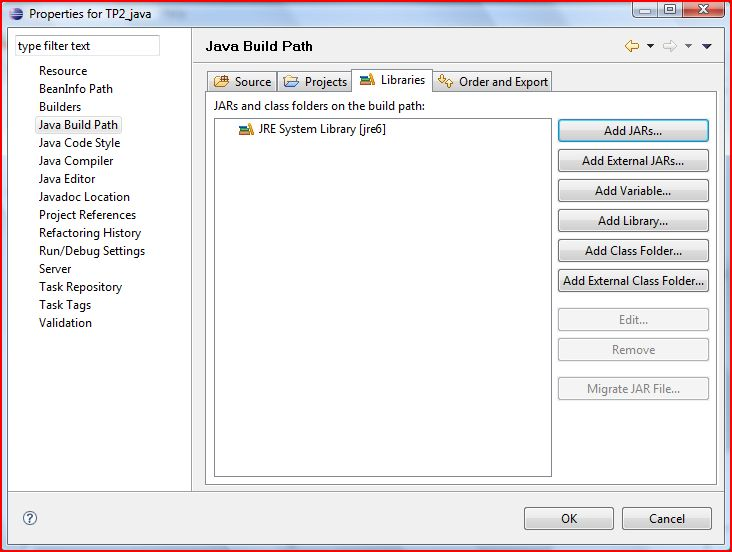 Properties for TP2_java
type filter text
Resource
BeanInfo Path
Builders
Java Build Path
Java Code Style
Java Compiler
Java Editor
Javadoc Location
Project References
Refactoring History
Run/Debug Settings
Server
Task Repository
Task Tags
Validation
Java Build Path
Source Projects Libraries Order and Export
JARs and class folders on the build path:
JRE System Library [jre6]
Add JARs...
Add External JARs...
Add Variable...
Add Library...
Add Class Folder...
Add External Class Folder...
Edit...
Remove
Migrate JAR File...
OK Cancel